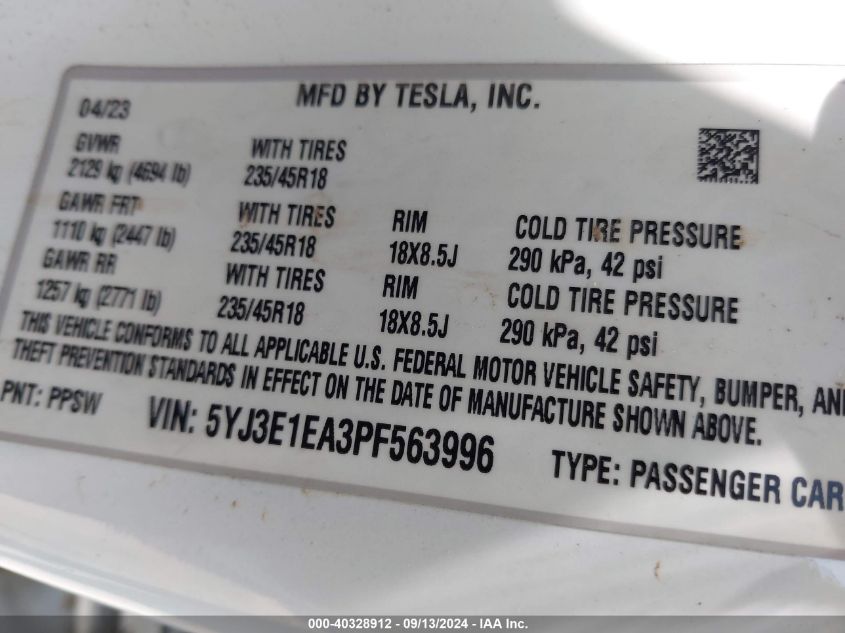 MFD BY TESLA, INC.
04/23
GVWR WITH TIRES
2129 kg (4694 lb) 235/45R18
GAWR FRT WITH TIRES RIM COLD TIRE PRESSURE
1110 kg (2447 lb) 235/45R18 18X8.5J 290 kPa, 42 psi
GAWR RR WITH TIRES RIM COLD TIRE PRESSURE
1257 kg (2771 lb) 235/45R18 18X8.5J 290 kPa, 42 psi
THIS VEHICLE CONFORMS TO ALL APPLICABLE U.S. FEDERAL MOTOR VEHICLE SAFETY, BUMPER, AND
THEFT PREVENTION STANDARDS IN EFFECT ON THE DATE OF MANUFACTURE SHOWN ABOVE.
PNT: PPSW VIN: 5YJ3E1EA3PF563996 TYPE: PASSENGER CAR
000-40328912 - 09/13/2024 - IAA Inc.